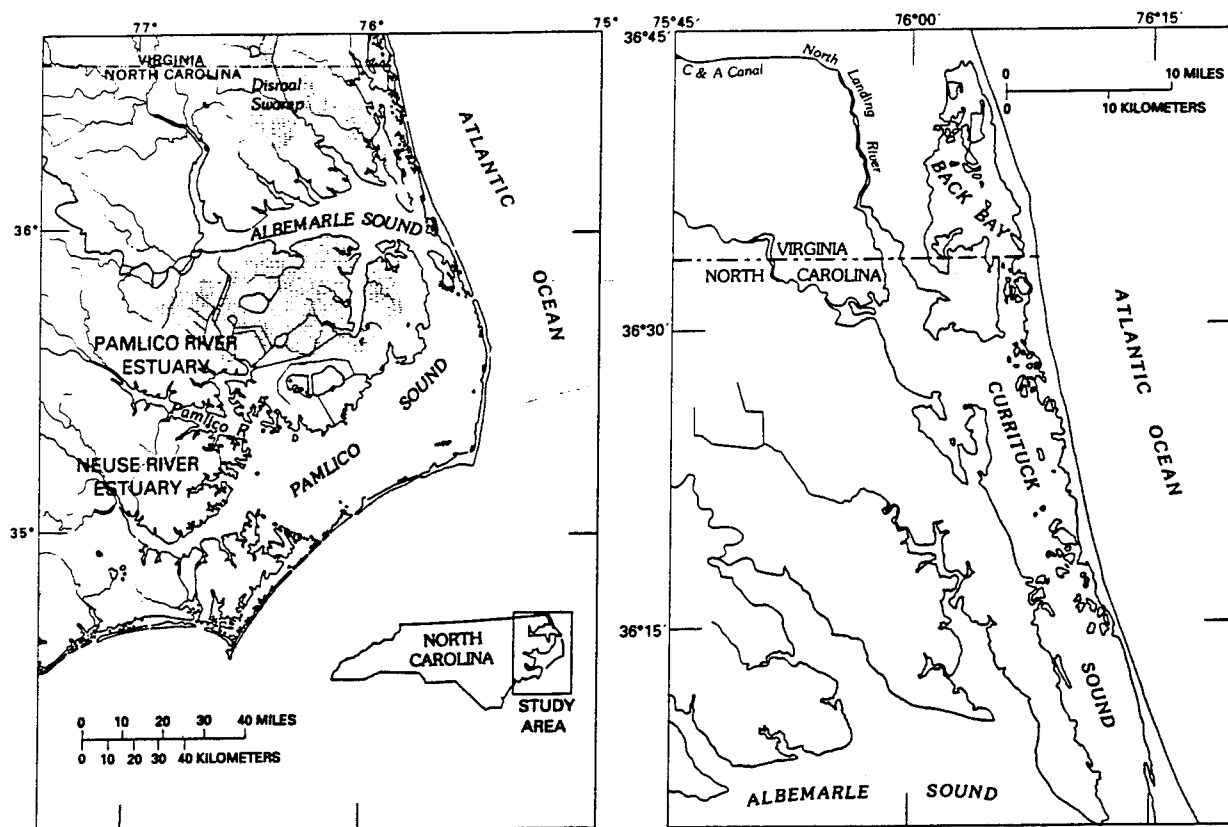 77°
76°
75°
VIRGINIA
NORTH CAROLINA
Dismal
Swamp
ATLANTIC
OCEAN
36°
ALBEMARLE SOUND
PAMLICO RIVER
ESTUARY
Pamlico
R
SOUND
PAMLICO
NEUSE RIVER
ESTUARY
35°
NORTH
CAROLINA
STUDY
AREA
0 10 20 30 40 MILES
0 10 20 30 40 KILOMETERS
75°45′
76°00′
76°15′
36°45′
C & A Canal
North
Landing
River
0 10 MILES
0 10 KILOMETERS
BACK BAY
VIRGINIA
NORTH CAROLINA
36°30′
ATLANTIC
OCEAN
CURRITUCK
SOUND
36°15′
ALBEMARLE SOUND